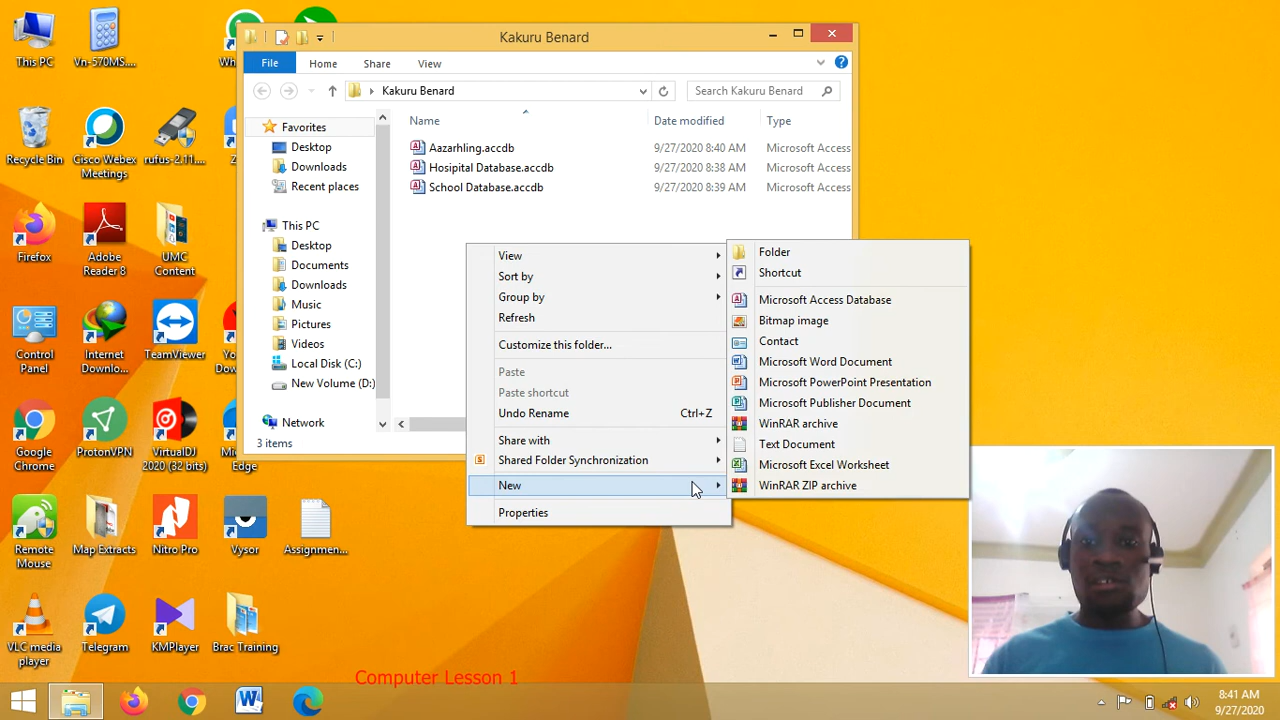 This PC
Vn-570MS....
Recycle Bin
Cisco Webex
Meetings
rufus-2.11....
Firefox
Adobe
Reader 8
UMC
Content
Control
Panel
Internet
Downlo...
TeamViewer
Google
Chrome
ProtonVPN
VirtualDJ
2020 (32 bits)
Edge
Remote
Mouse
Map Extracts
Nitro Pro
Vysor
Assignmen...
VLC media
player
Telegram
KMPlayer
Brac Training
Kakuru Benard
File
Home
Share
View
Kakuru Benard
Search Kakuru Benard
Favorites
Desktop
Downloads
Recent places
This PC
Desktop
Documents
Downloads
Music
Pictures
Videos
Local Disk (C:)
New Volume (D:)
Network
3 items
Name Date modified Type
Aazarhling.accdb 9/27/2020 8:40 AM Microsoft Access
Hosipital Database.accdb 9/27/2020 8:38 AM Microsoft Access
School Database.accdb 9/27/2020 8:39 AM Microsoft Access
View
Sort by
Group by
Refresh
Customize this folder...
Paste
Paste shortcut
Undo Rename Ctrl+Z
Share with
Shared Folder Synchronization
New
Properties
Folder
Shortcut
Microsoft Access Database
Bitmap image
Contact
Microsoft Word Document
Microsoft PowerPoint Presentation
Microsoft Publisher Document
WinRAR archive
Text Document
Microsoft Excel Worksheet
WinRAR ZIP archive
Computer Lesson 1
8:41 AM
9/27/2020